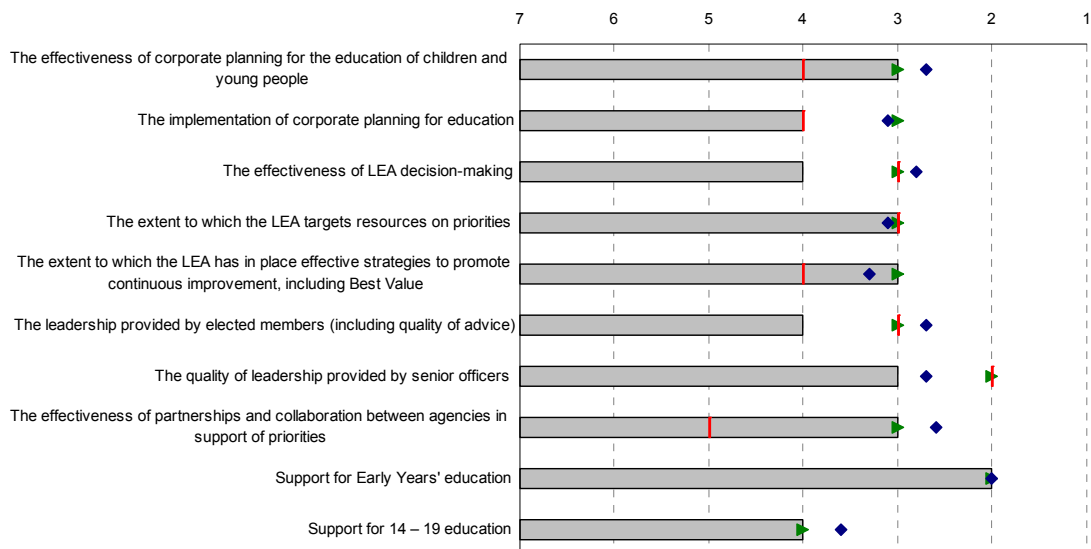 7 6 5 4 3 2 1
The effectiveness of corporate planning for the education of children and
young people
The implementation of corporate planning for education
The effectiveness of LEA decision-making
The extent to which the LEA targets resources on priorities
The extent to which the LEA has in place effective strategies to promote
continuous improvement, including Best Value
The leadership provided by elected members (including quality of advice)
The quality of leadership provided by senior officers
The effectiveness of partnerships and collaboration between agencies in
support of priorities
Support for Early Years' education
Support for 14 – 19 education